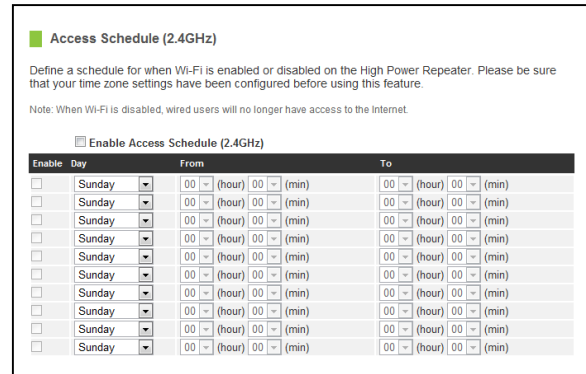 Access Schedule (2.4GHz)
Define a schedule for when Wi-Fi is enabled or disabled on the High Power Repeater. Please be sure
that your time zone settings have been configured before using this feature.
Note: When Wi-Fi is disabled, wired users will no longer have access to the Internet.
Enable Access Schedule (2.4GHz)
Enable Day From To
Sunday 00 (hour) 00 (min) 00 (hour) 00 (min)
Sunday 00 (hour) 00 (min) 00 (hour) 00 (min)
Sunday 00 (hour) 00 (min) 00 (hour) 00 (min)
Sunday 00 (hour) 00 (min) 00 (hour) 00 (min)
Sunday 00 (hour) 00 (min) 00 (hour) 00 (min)
Sunday 00 (hour) 00 (min) 00 (hour) 00 (min)
Sunday 00 (hour) 00 (min) 00 (hour) 00 (min)
Sunday 00 (hour) 00 (min) 00 (hour) 00 (min)
Sunday 00 (hour) 00 (min) 00 (hour) 00 (min)
Sunday 00 (hour) 00 (min) 00 (hour) 00 (min)